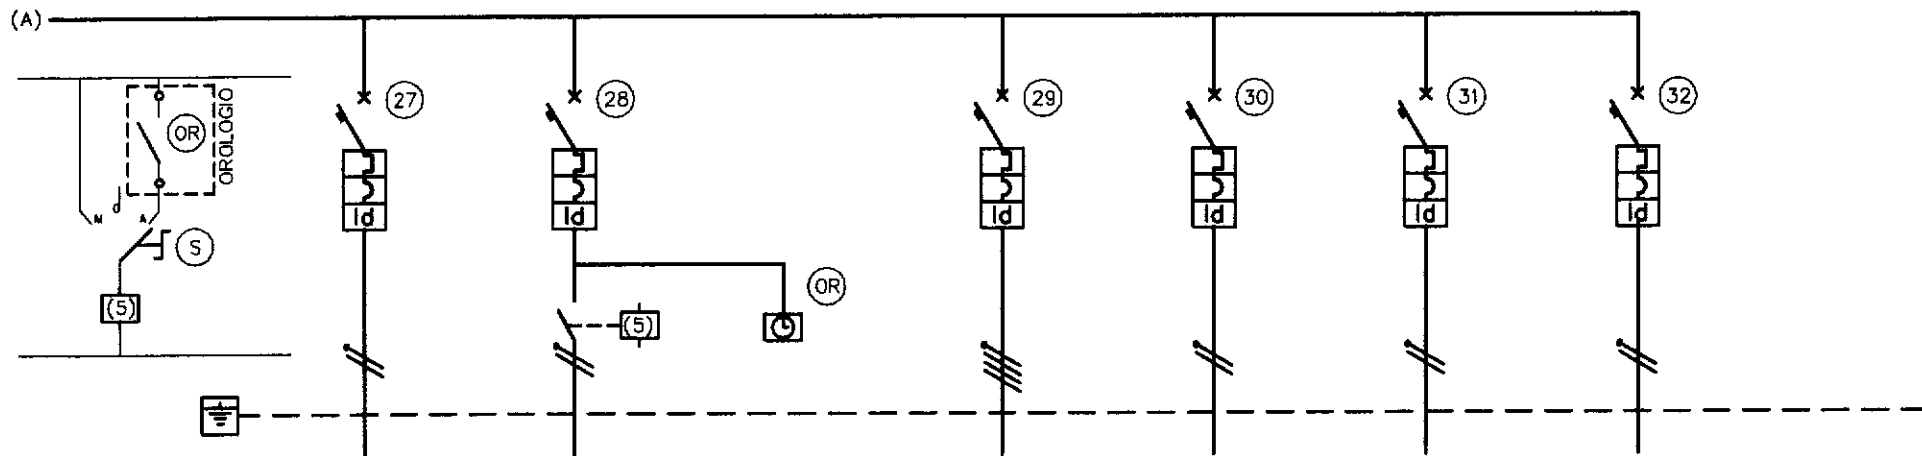 (A)
27
28
29
30
31
32
OR
OROLOGIO
M
A
S
(5)
Id
Id
Id
Id
Id
Id
OR
(5)